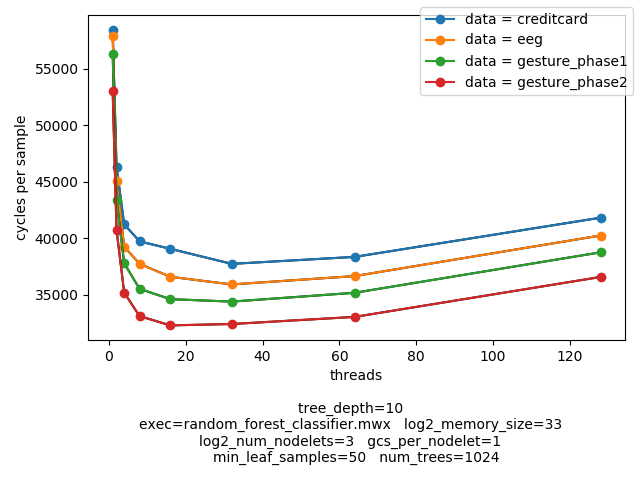 data = creditcard
data = eeg
data = gesture_phase1
data = gesture_phase2
cycles per sample
55000
50000
45000
40000
35000
0 20 40 60 80 100 120
threads
tree_depth=10
exec=random_forest_classifier.mwx log2_memory_size=33
log2_num_nodelets=3 gcs_per_nodelet=1
min_leaf_samples=50 num_trees=1024